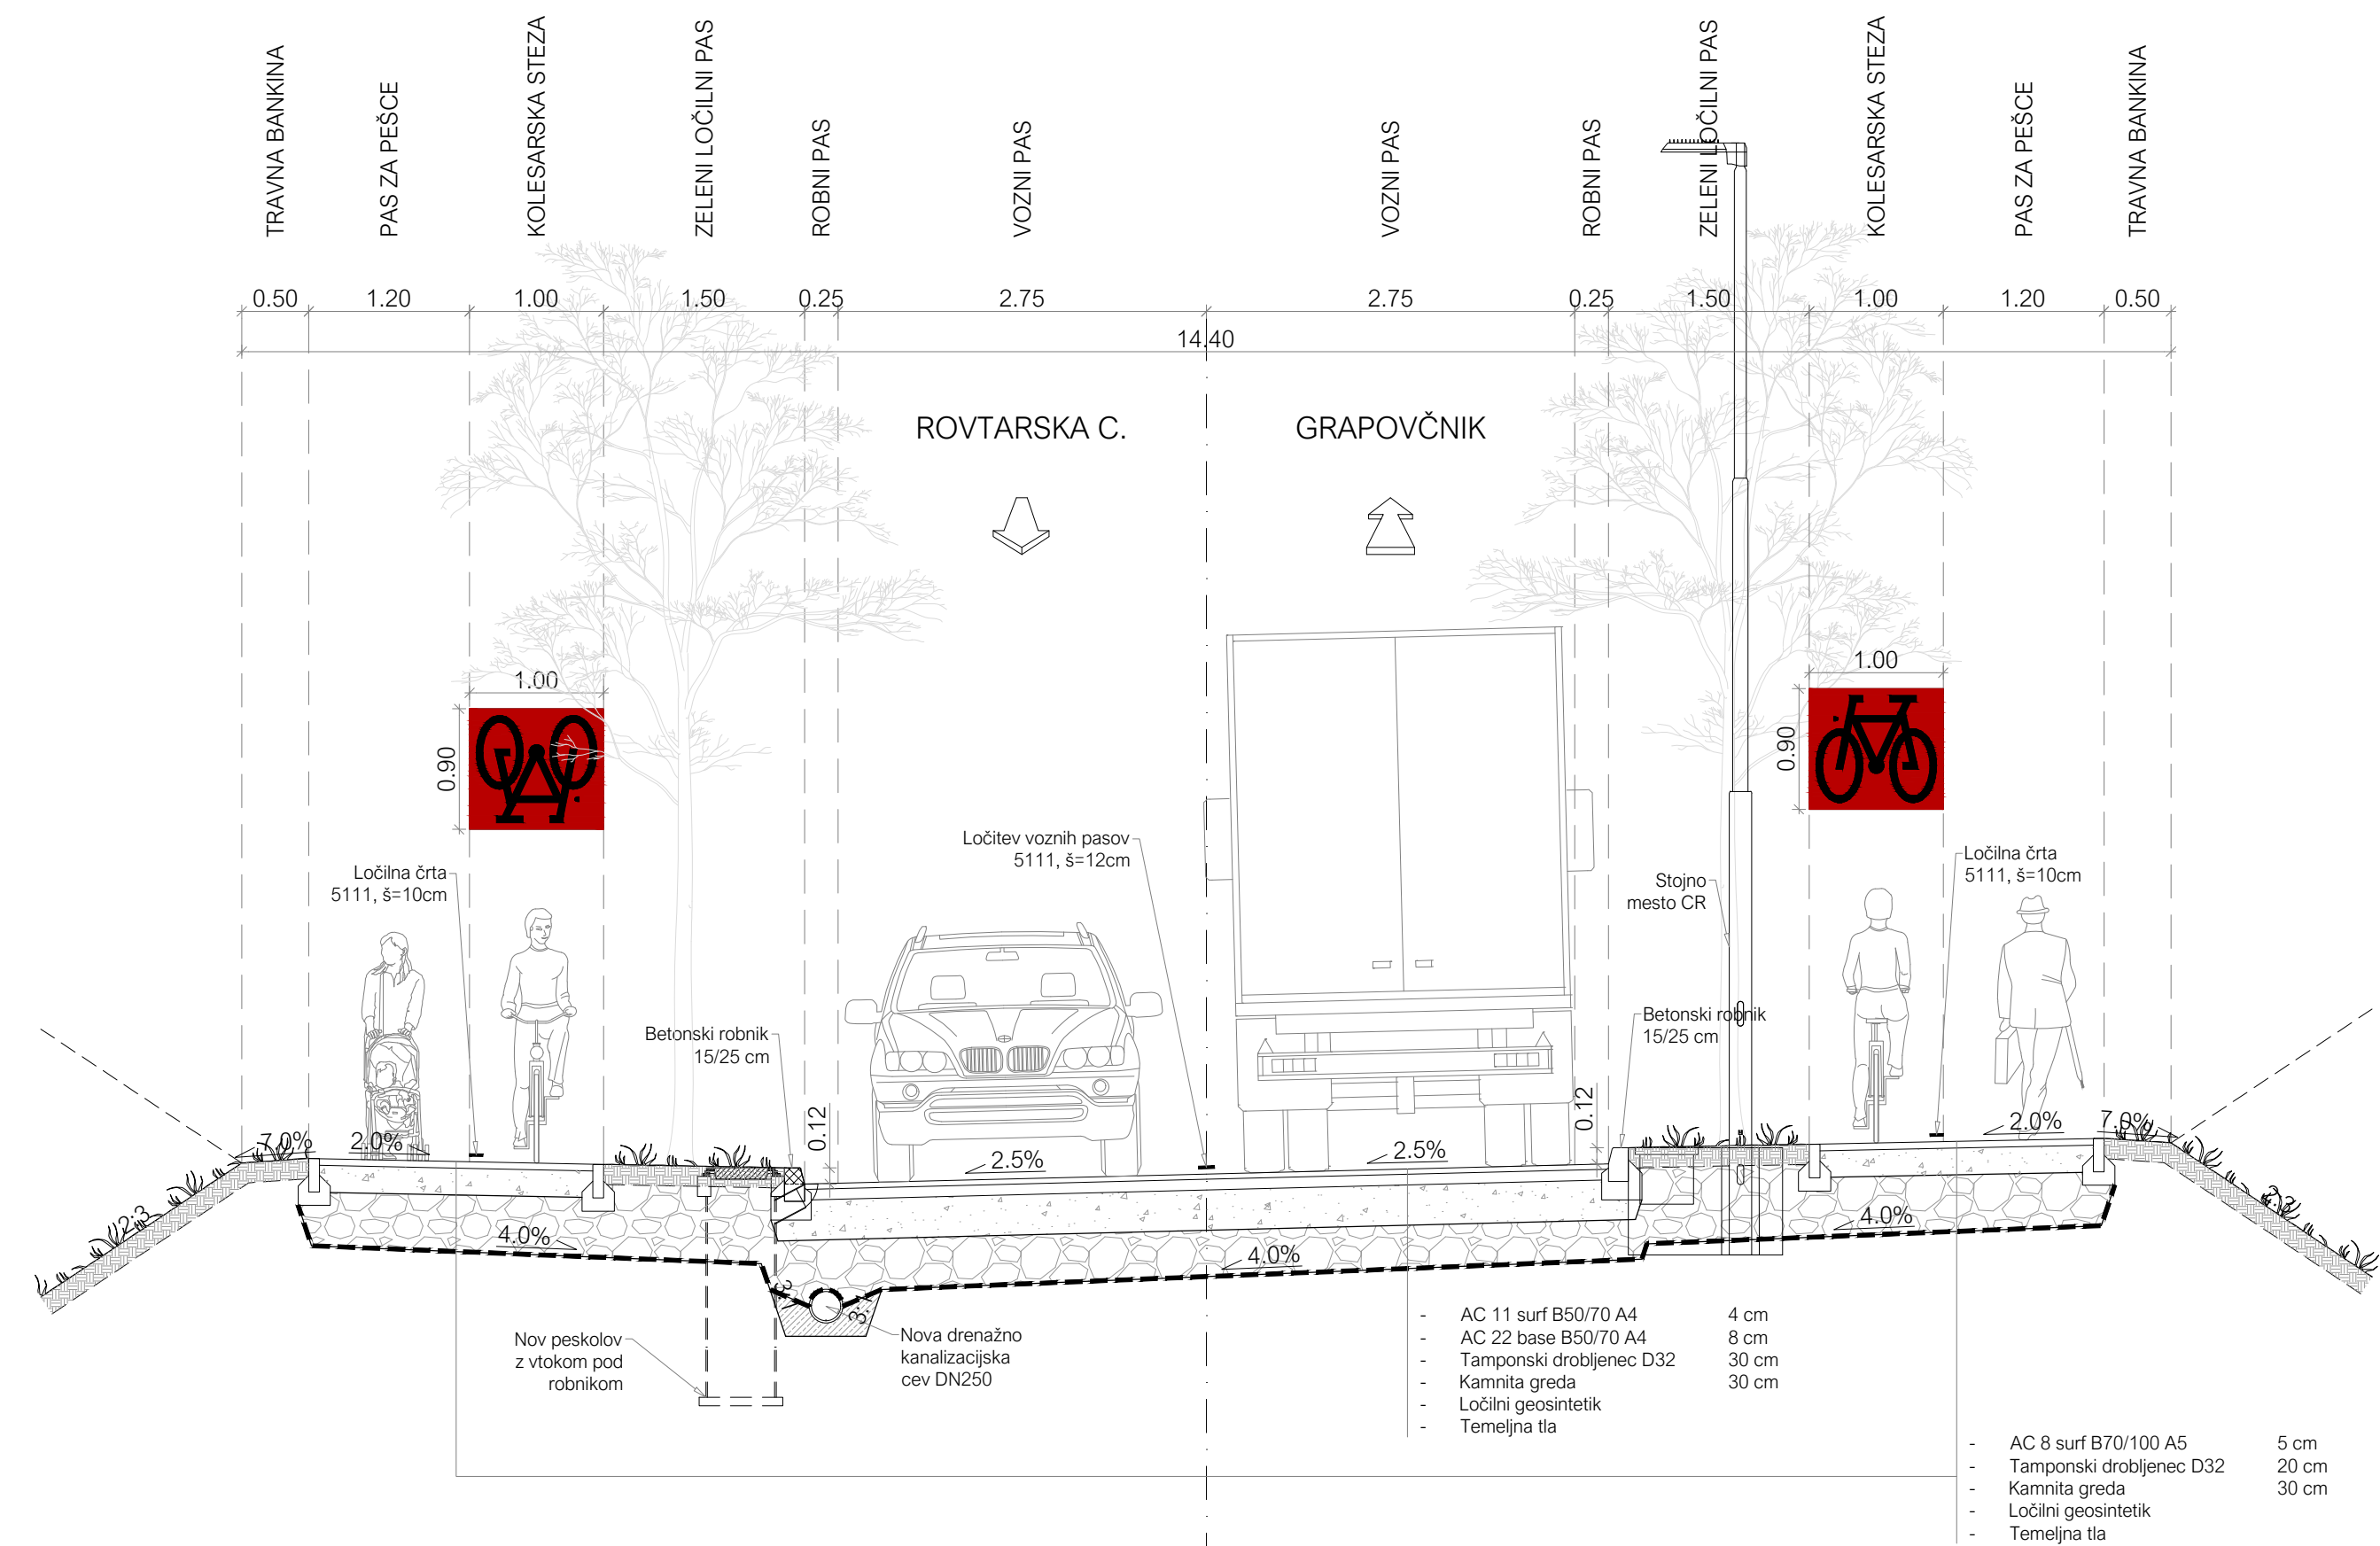 TRAVNA BANKINA
PAS ZA PEŠČE
KOLESARSKA STEZA
ZELENI LOČILNI PAS
ROBNI PAS
VOZNI PAS
VOZNI PAS
ROBNI PAS
ZELENI LOČILNI PAS
KOLESARSKA STEZA
PAS ZA PEŠČE
TRAVNA BANKINA
0.50 1.20 1.00 1.50 0.25 2.75 2.75 0.25 1.50 1.00 1.20 0.50
14.40
ROVTARSKA C. GRAPOVČNIK
1.00
0.90
1.00
0.90
Ločilna črta
5111, š=10cm
Ločitev voznih pasov
5111, š=12cm
Stojno
mesto CR
Ločilna črta
5111, š=10cm
Betonski robnik
15/25 cm
Betonski robnik
15/25 cm
0.12
0.12
7.0% 2.0% 2.5% 2.5% 2.0% 7.0%
2:3
4.0% 4.0% 4.0%
3:1
Nov peskolov
z vtokom pod
robnikom
Nova drenažno
kanalizacijska
cev DN250
- AC 11 surf B50/70 A4 4 cm
- AC 22 base B50/70 A4 8 cm
- Tamponski drobljenec D32 30 cm
- Kamnita greda 30 cm
- Ločilni geosintetik
- Temeljna tla
- AC 8 surf B70/100 A5 5 cm
- Tamponski drobljenec D32 20 cm
- Kamnita greda 30 cm
- Ločilni geosintetik
- Temeljna tla